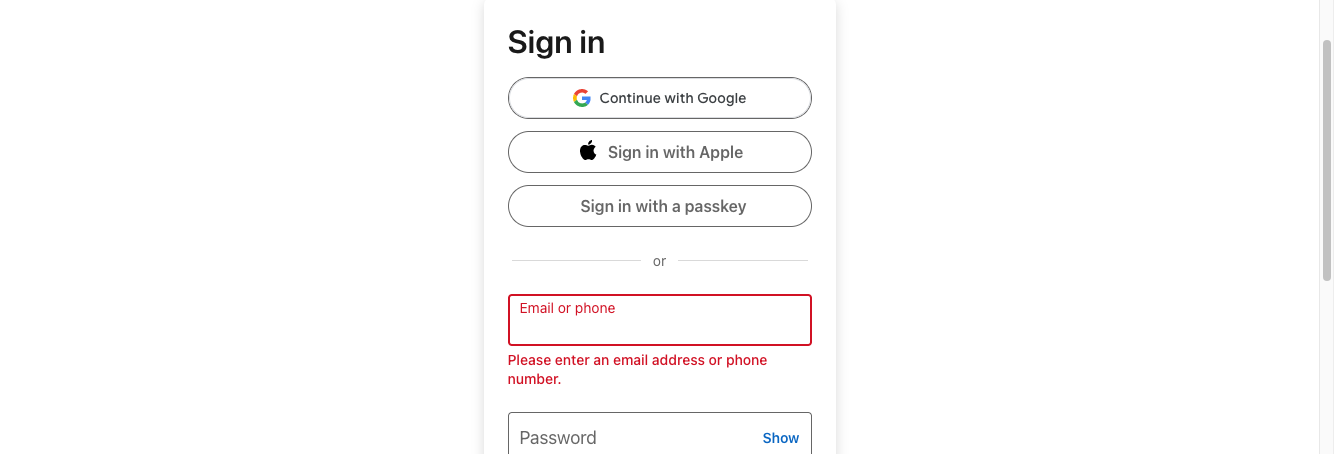 Sign in
Continue with Google
Sign in with Apple
Sign in with a passkey
or
Email or phone
Please enter an email address or phone
number.
Password
Show